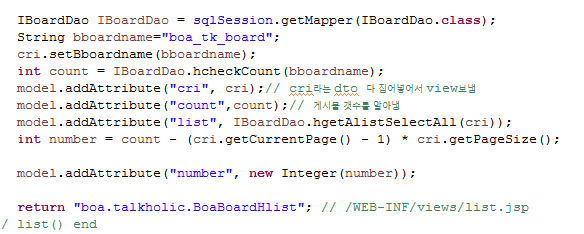 IBoardDao IBoardDao = sqlSession.getMapper(IBoardDao.class);
String bboardname="boa_tk_board";
cri.setBboardname(bboardname);
int count = IBoardDao.hcheckCount(bboardname);
model.addAttribute("cri", cri);// cri라는 dto 다 집어넣어서 view보냄
model.addAttribute("count",count);// 게시물 갯수를 알아냄
model.addAttribute("list", IBoardDao.hgetAlistSelectAll(cri));
int number = count - (cri.getCurrentPage() - 1) * cri.getPageSize();
model.addAttribute("number", new Integer(number));
return "boa.talkholic.BoaBoardHlist"; // /WEB-INF/views/list.jsp
/ list() end